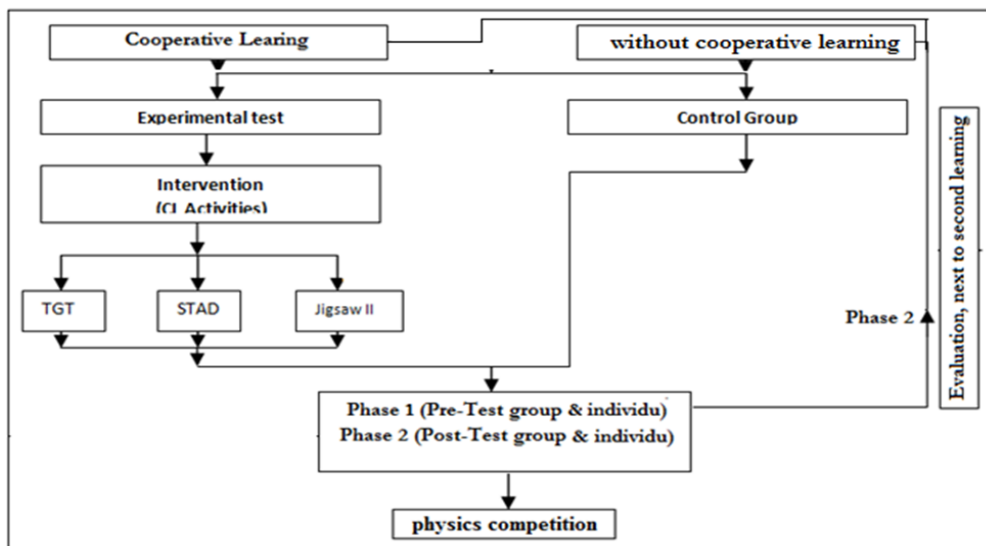 Cooperative Learing
without cooperative learning
Experimental test
Control Group
Intervention
(CL Activities)
TGT
STAD
Jigsaw II
Phase 2
Evaluation, next to second learning
Phase 1 (Pre-Test group & individu)
Phase 2 (Post-Test group & individu)
physics competition